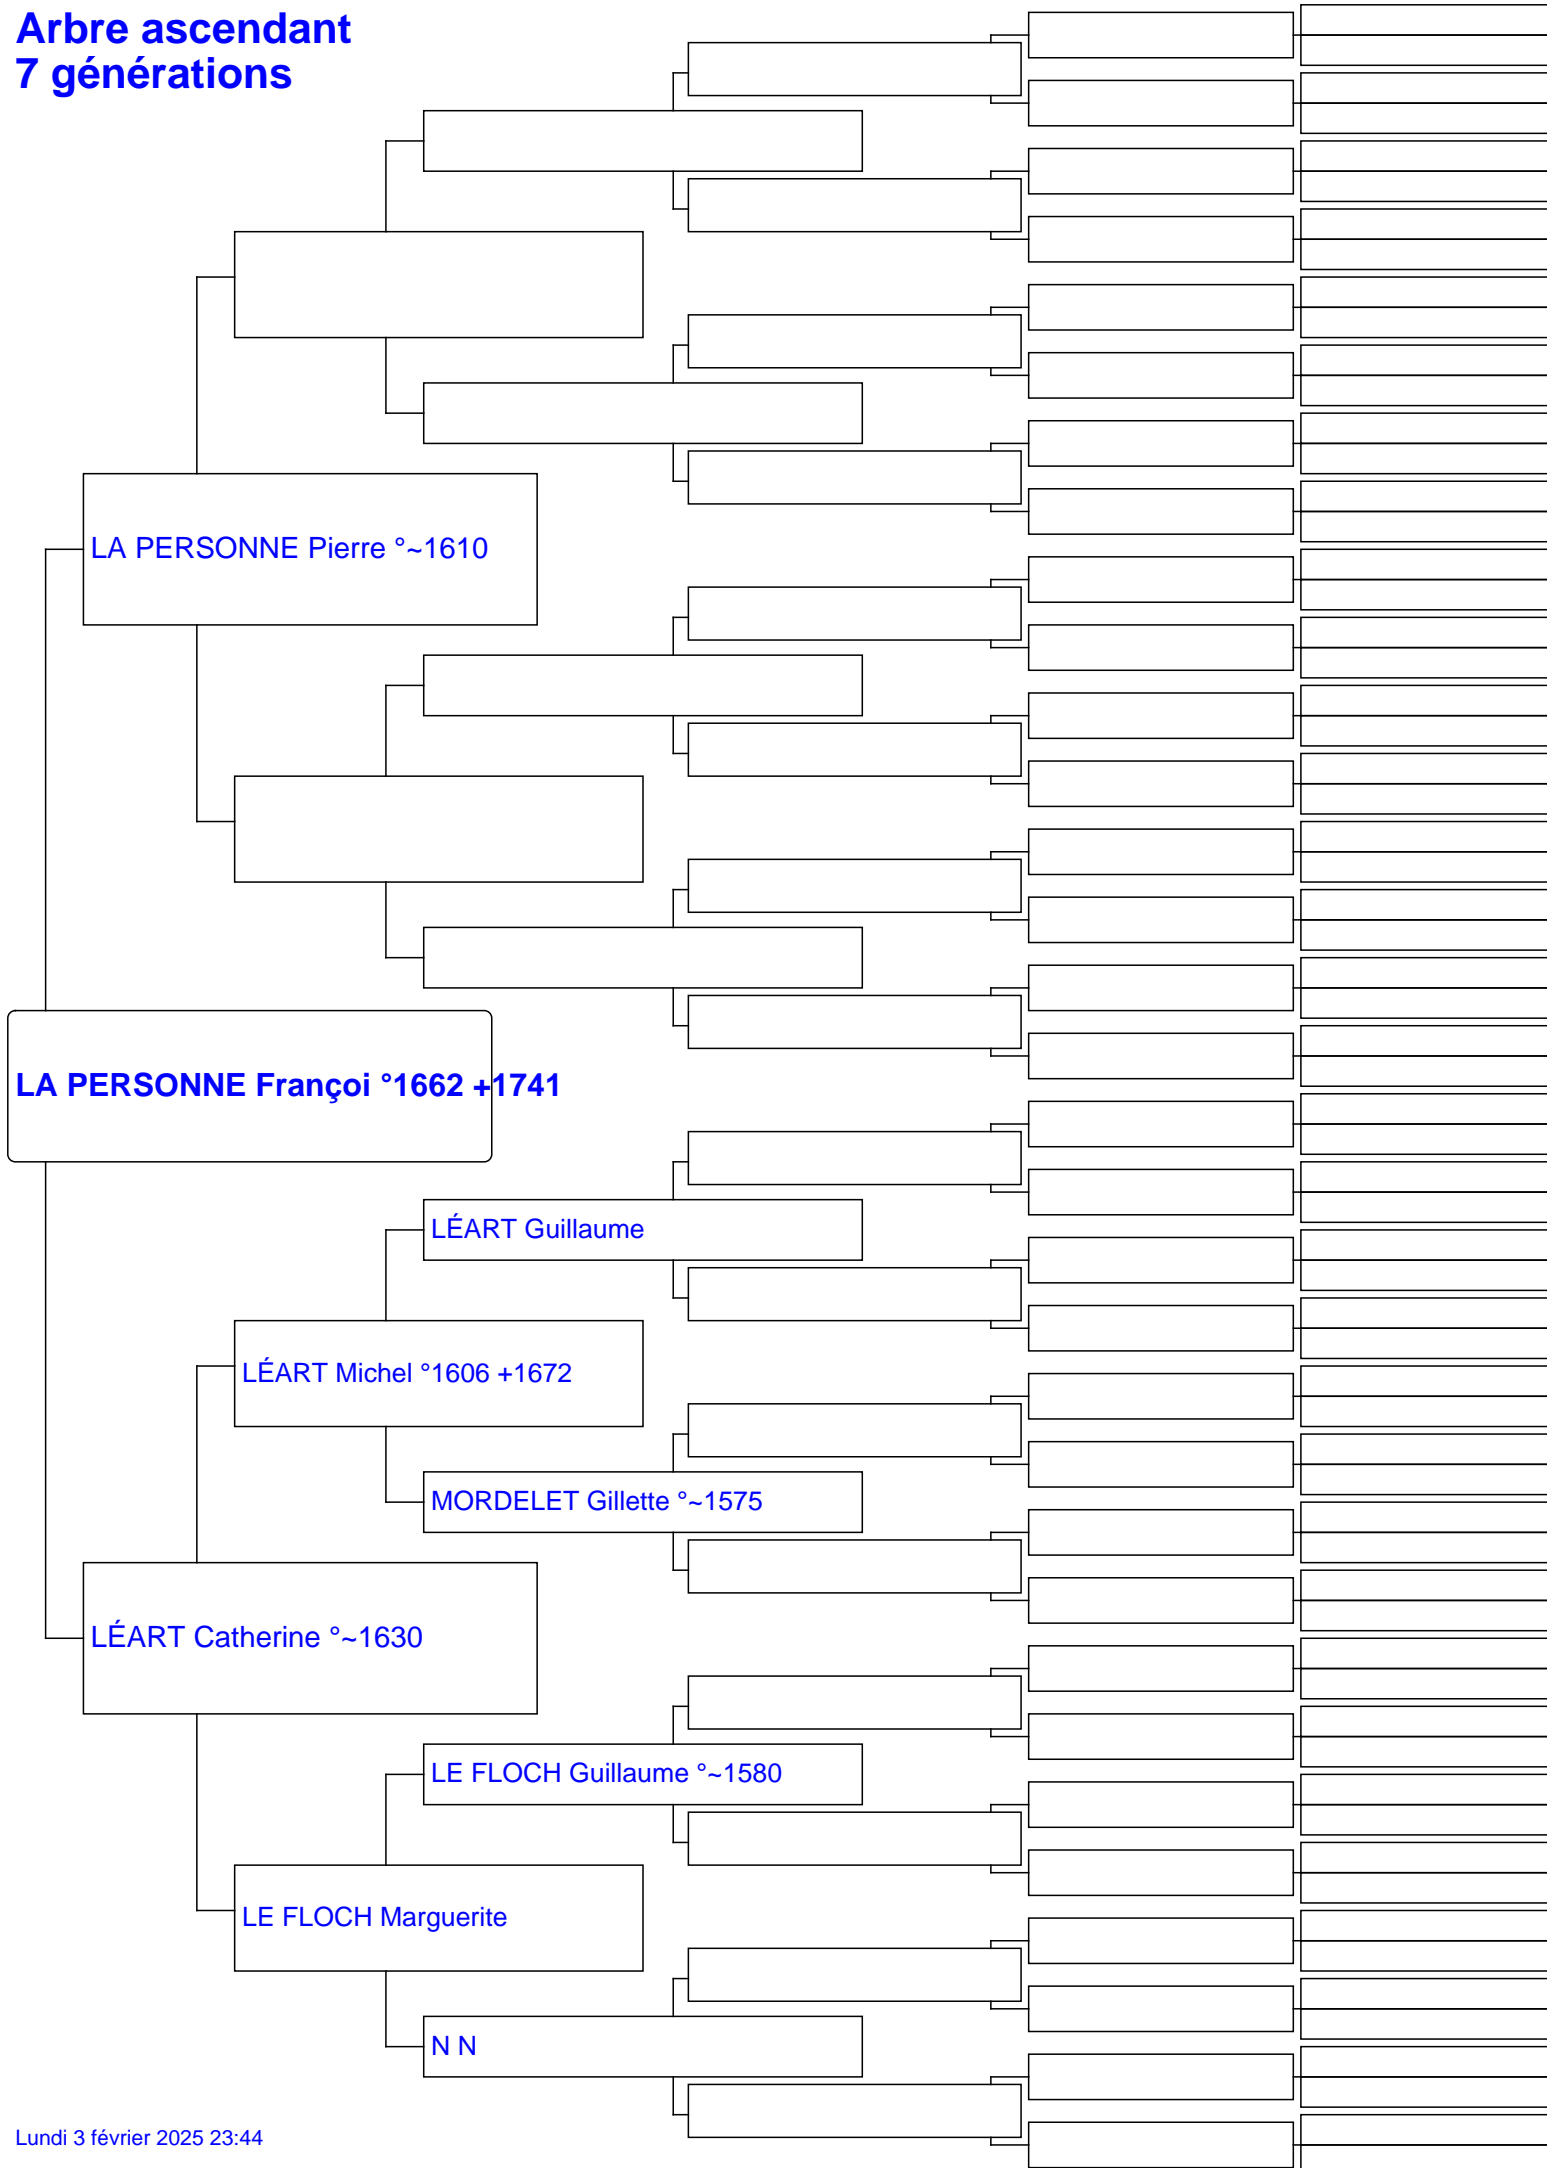 Arbre ascendant
7 générations
LA PERSONNE Pierre °~1610
LA PERSONNE Françoi °1662 +1741
LÉART Guillaume
LÉART Michel °1606 +1672
MORDELET Gillette °~1575
LÉART Catherine °~1630
LE FLOCH Guillaume °~1580
LE FLOCH Marguerite
N N
Lundi 3 février 2025 23:44